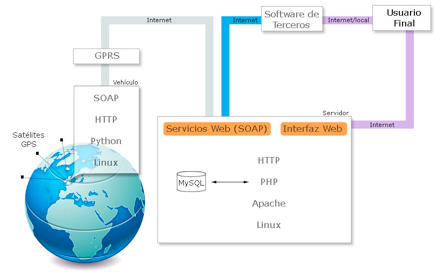 Internet
Internet
Software de
Terceros
Internet/local
Usuario
Final
GPRS
Vehículo
SOAP
HTTP
Python
Linux
Satélites
GPS
Servidor
Internet
Servicios Web (SOAP)
Interfaz Web
HTTP
MySQL
PHP
Apache
Linux